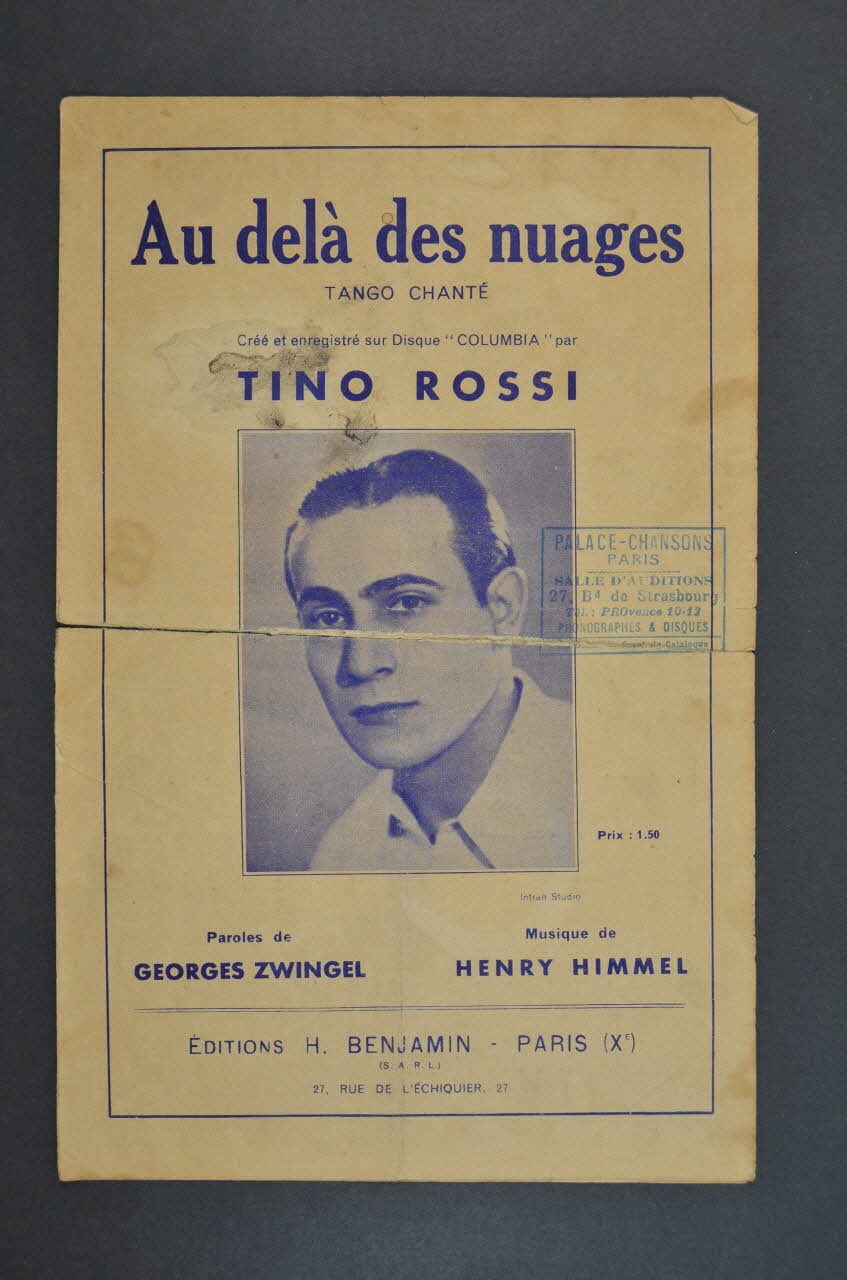 Au delà des nuages
TANGO CHANTÉ
Créé et enregistré sur Disque "COLUMBIA" par
TINO ROSSI
PALACE-CHANSONS
PARIS
SALLE D'AUDITIONS
27, Bd de Strasbourg
Tél.: PROvence 10-12
PHONOGRAPHES & DISQUES
Catalogue
Prix : 1.50
Intran Studio
Paroles de
GEORGES ZWINGEL
Musique de
HENRY HIMMEL
ÉDITIONS H. BENJAMIN - PARIS (XE)
(S. A. R. L.)
27, RUE DE L'ÉCHIQUIER, 27